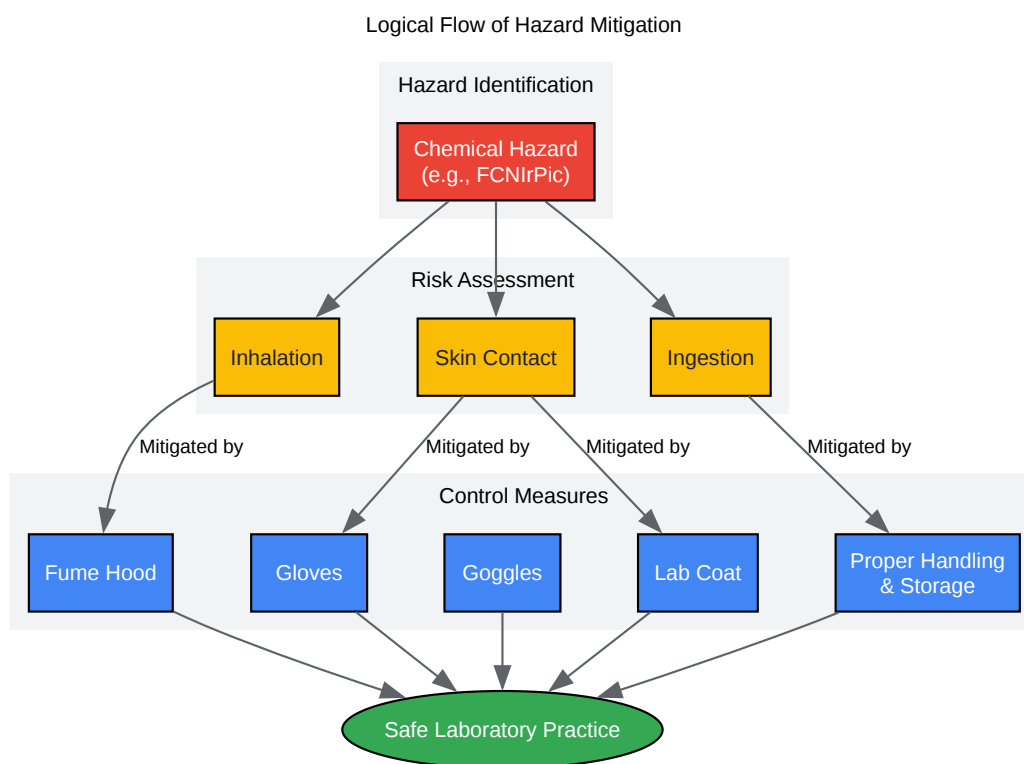 Logical Flow of Hazard Mitigation
Hazard Identification
Chemical Hazard
(e.g., FCNIrPic)
Risk Assessment
Inhalation
Skin Contact
Ingestion
Mitigated by
Mitigated by
Mitigated by
Mitigated by
Control Measures
Fume Hood
Gloves
Goggles
Lab Coat
Proper Handling
& Storage
Safe Laboratory Practice